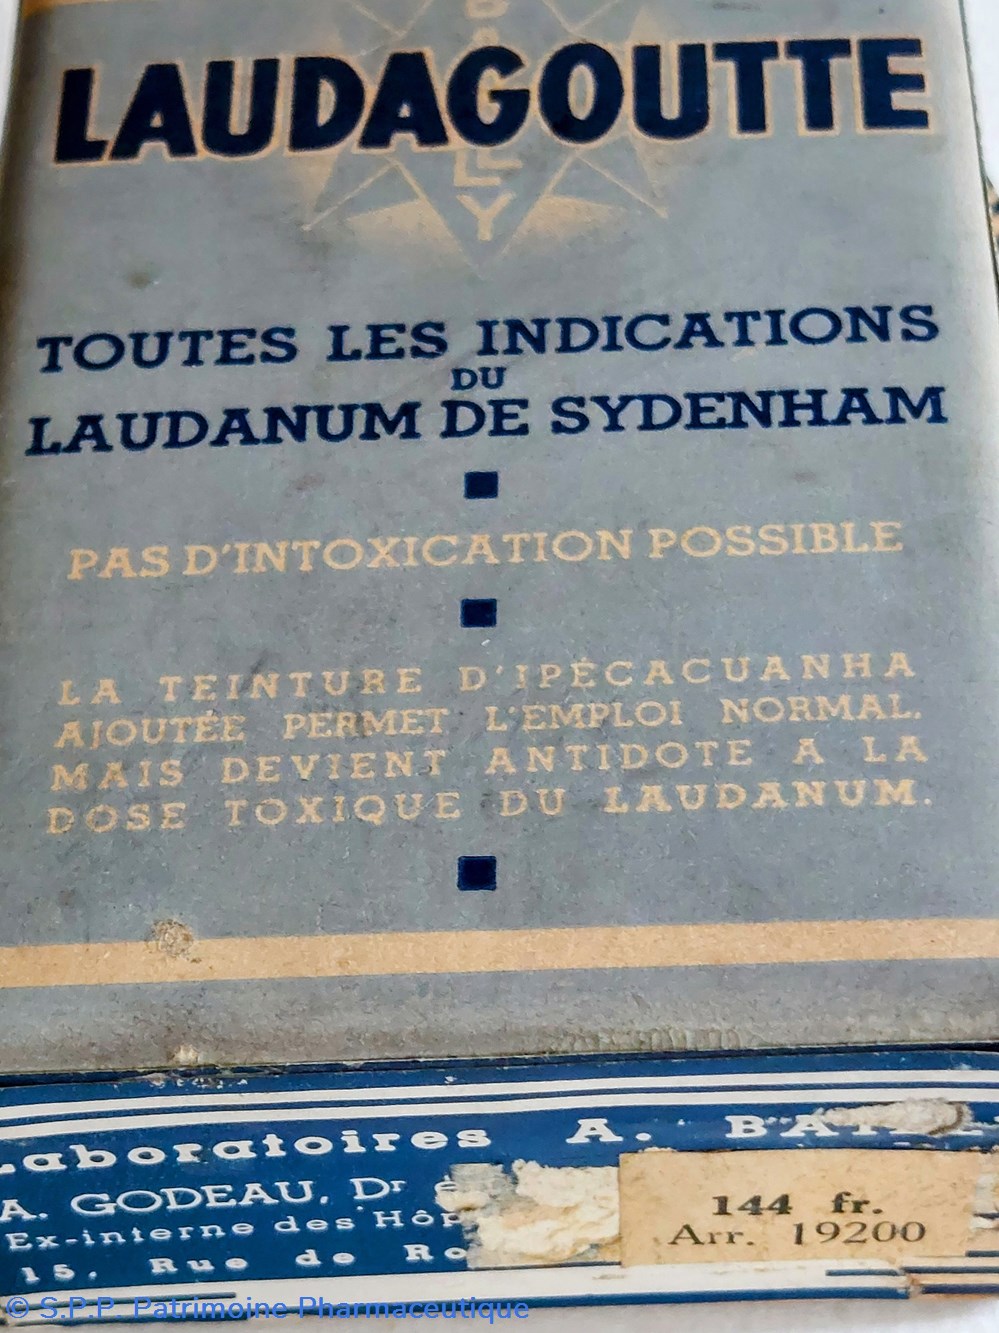 LAUDAGOUTTE
BAILLY
TOUTES LES INDICATIONS
DU
LAUDANUM DE SYDENHAM
PAS D'INTOXICATION POSSIBLE
LA TEINTURE D'IPÉCACUANHA
AJOUTÉE PERMET L'EMPLOI NORMAL.
MAIS DEVIENT ANTIDOTE A LA
DOSE TOXIQUE DU LAUDANUM.
Laboratoires A.
A. GODEAU, Dr
Ex-interne des Hôp
15, Rue de Ro
144 fr.
Arr. 19200
© S.P.P. Patrimoine Pharmaceutique